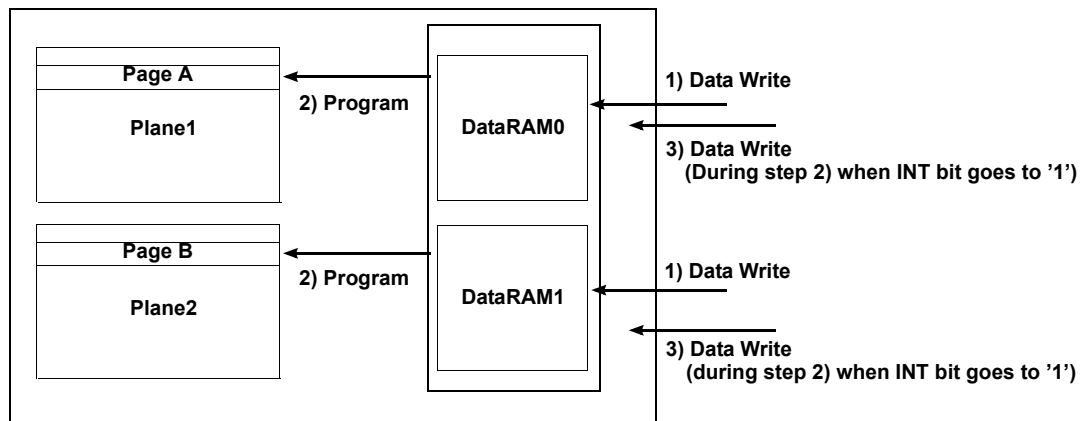 Page A
Plane1
2) Program
DataRAM0
1) Data Write
3) Data Write
(During step 2) when INT bit goes to ’1’)
Page B
Plane2
2) Program
DataRAM1
1) Data Write
3) Data Write
(during step 2) when INT bit goes to ’1’)